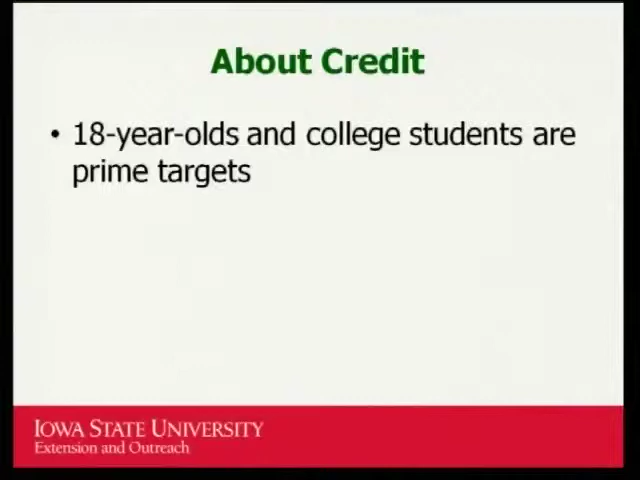 About Credit
• 18-year-olds and college students are
prime targets
IOWA STATE UNIVERSITY
Extension and Outreach